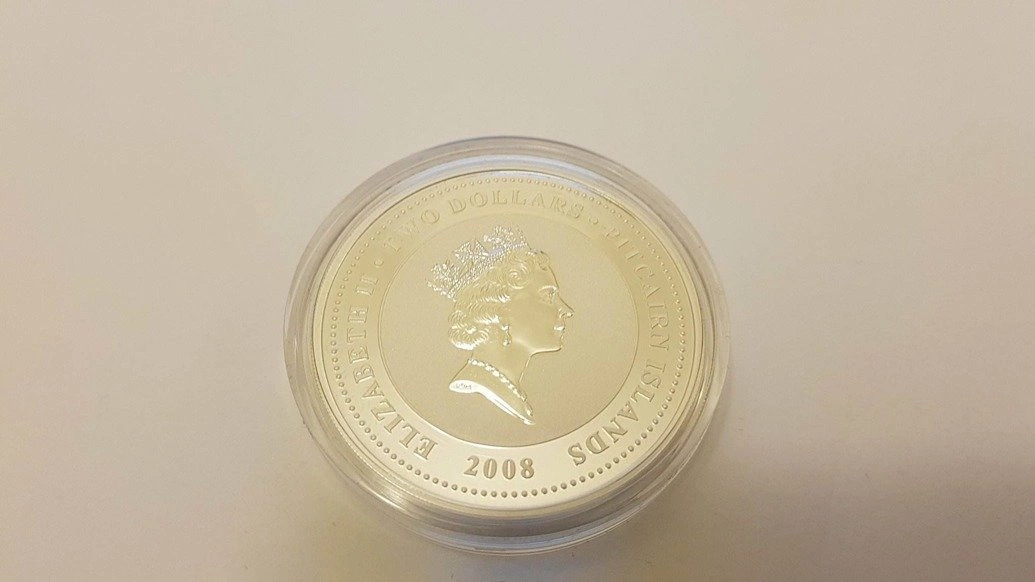 ELIZABETH II • TWO DOLLARS • PITCAIRN ISLANDS
2008